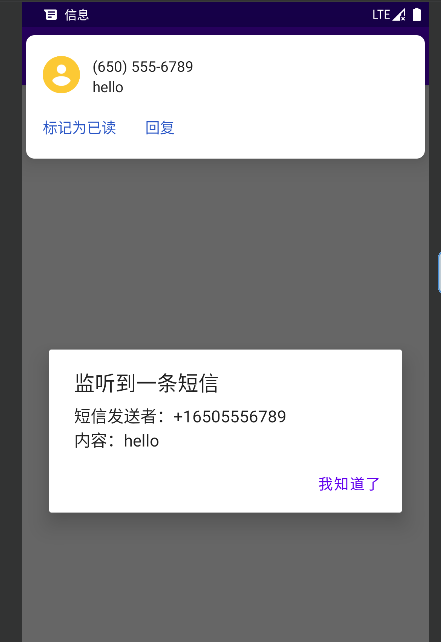 信息 LTE
(650) 555-6789
hello
标记为已读 回复
监听到一条短信
短信发送者：+16505556789
内容：hello
我知道了